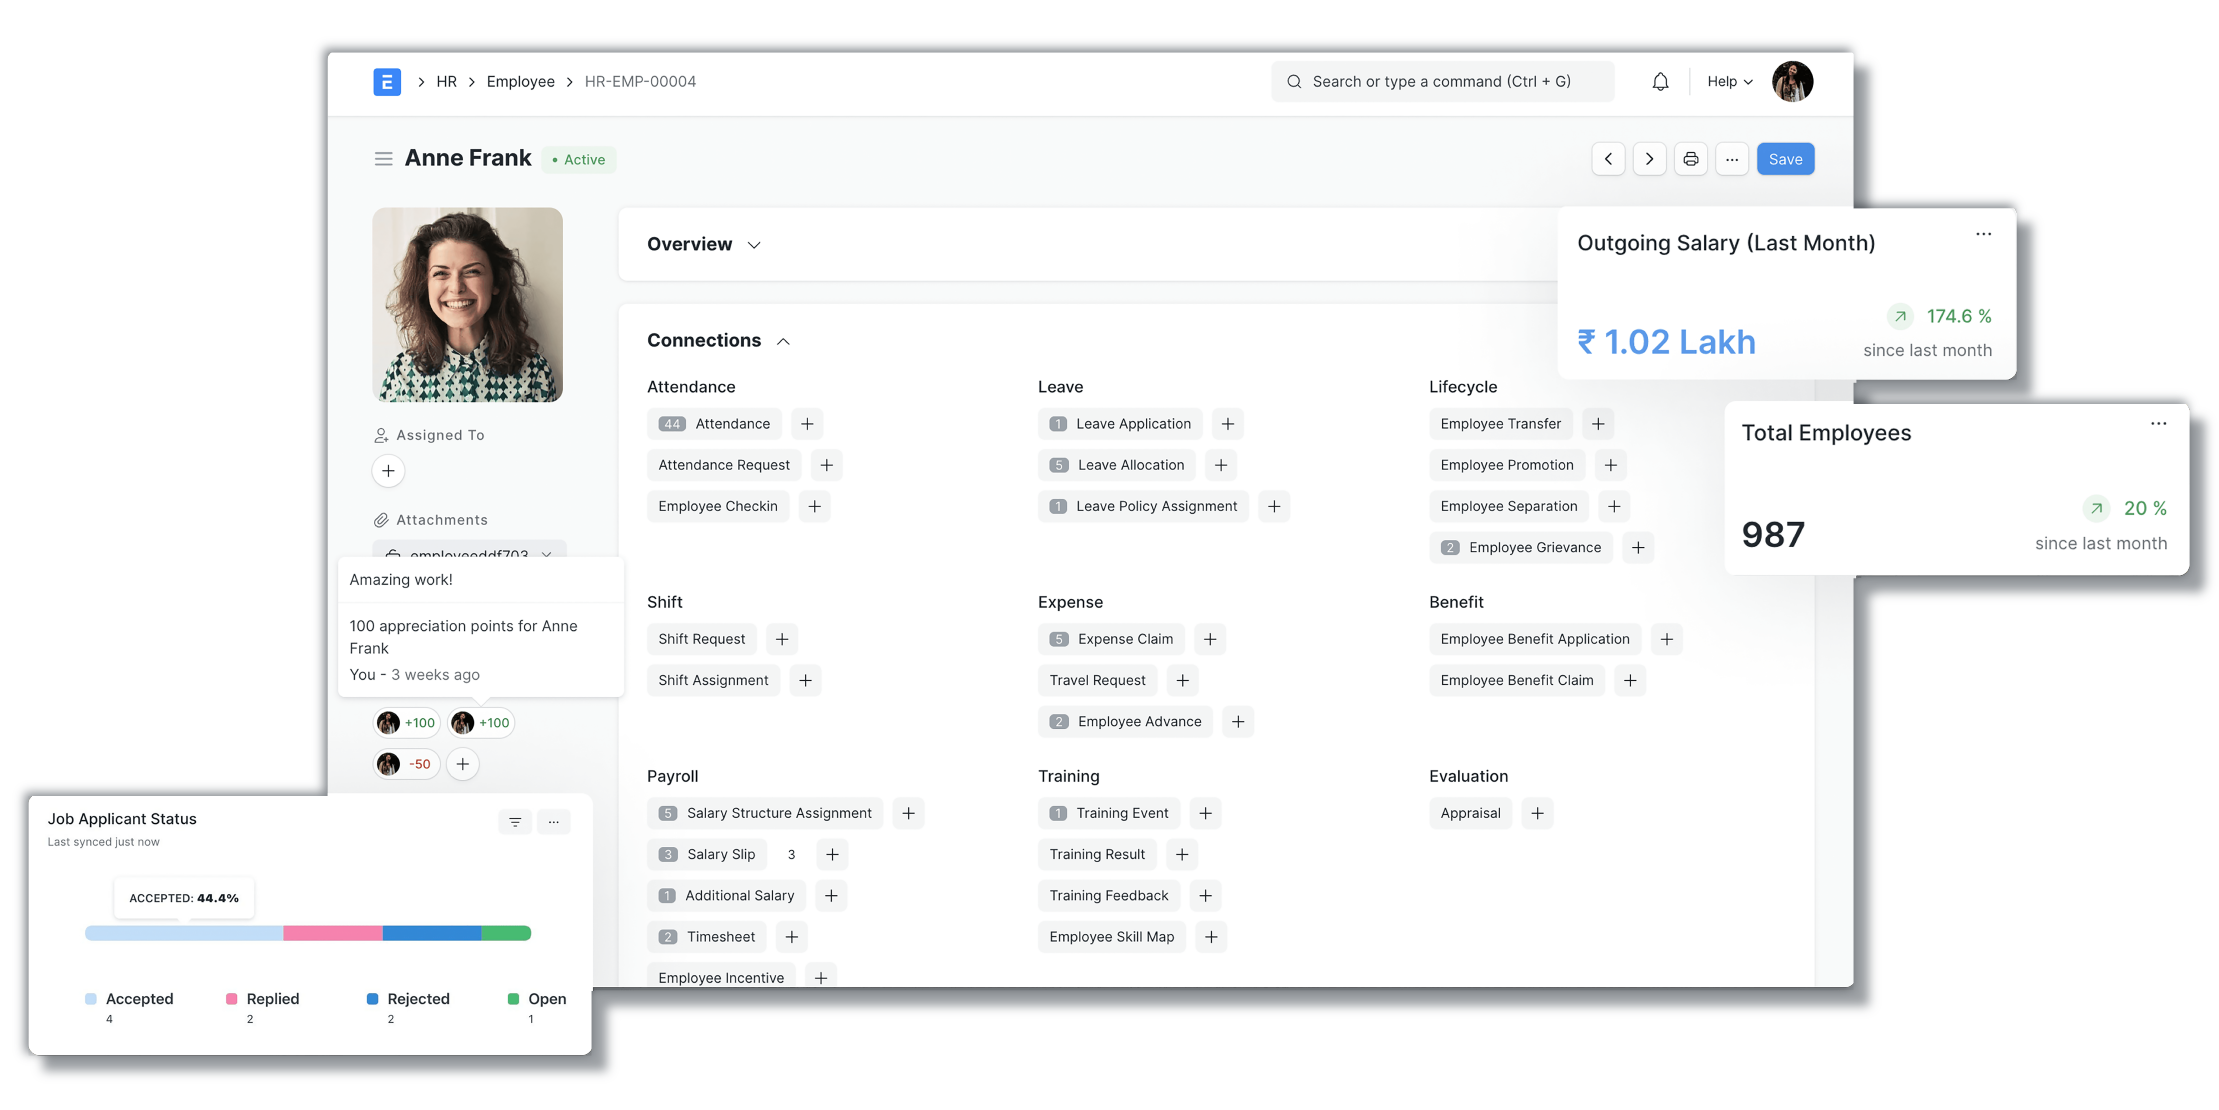 E > HR > Employee > HR-EMP-00004
Search or type a command (Ctrl + G)
Help
Anne Frank
• Active
Save
Assigned To
Attachments
employeeddf703
Amazing work!
100 appreciation points for Anne
Frank
You - 3 weeks ago
+100
+100
-50
Overview
Connections
Attendance
44 Attendance
Attendance Request
Employee Checkin
Leave
1 Leave Application
5 Leave Allocation
1 Leave Policy Assignment
Lifecycle
Employee Transfer
Employee Promotion
Employee Separation
2 Employee Grievance
Shift
Shift Request
Shift Assignment
Expense
5 Expense Claim
Travel Request
2 Employee Advance
Benefit
Employee Benefit Application
Employee Benefit Claim
Payroll
5 Salary Structure Assignment
3 Salary Slip 3
1 Additional Salary
2 Timesheet
Employee Incentive
Training
1 Training Event
Training Result
Training Feedback
Employee Skill Map
Evaluation
Appraisal
Outgoing Salary (Last Month)
₹ 1.02 Lakh
174.6 %
since last month
Total Employees
987
20 %
since last month
Job Applicant Status
Last synced just now
ACCEPTED: 44.4%
Accepted
4
Replied
2
Rejected
2
Open
1